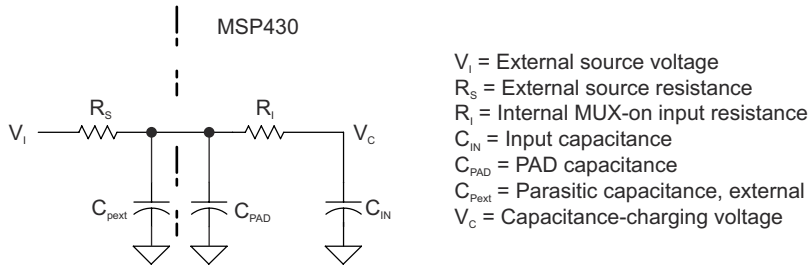 MSP430
V_I = External source voltage
R_S = External source resistance
R_I = Internal MUX-on input resistance
C_IN = Input capacitance
C_PAD = PAD capacitance
C_Pext = Parasitic capacitance, external
V_C = Capacitance-charging voltage
R_S
R_I
V_I
V_C
C_pext
C_PAD
C_IN